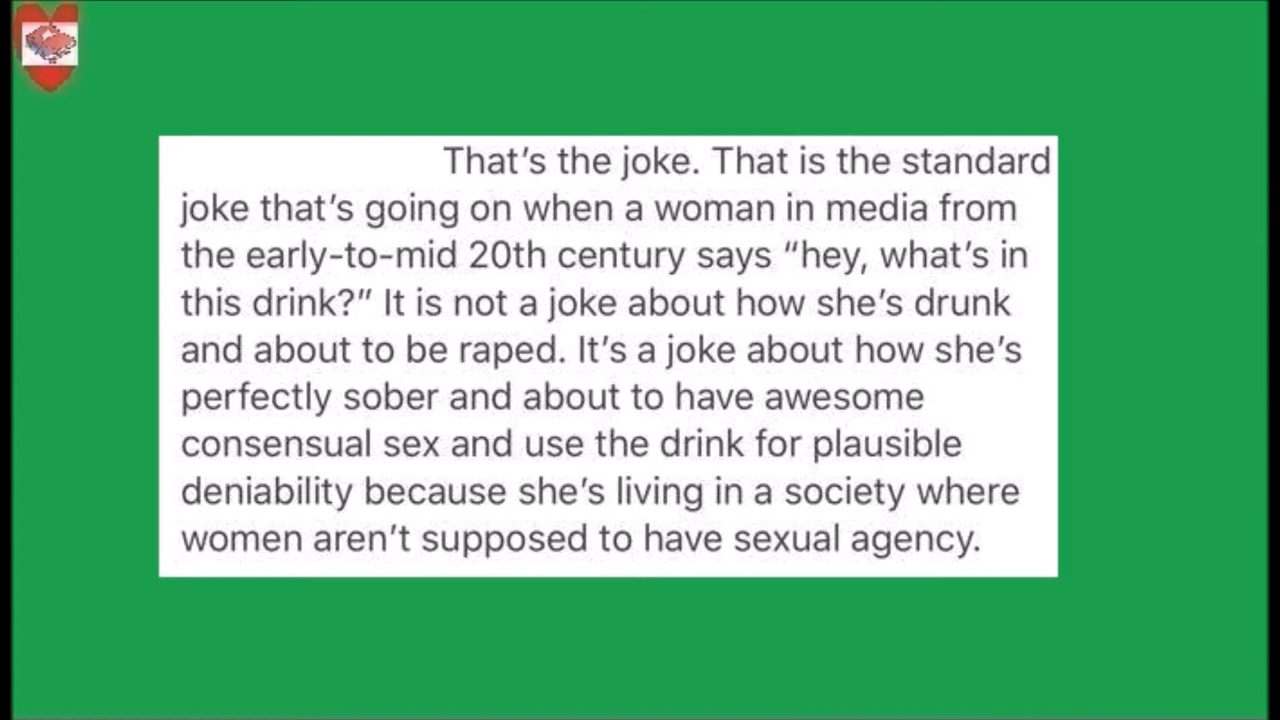 That’s the joke. That is the standard
joke that’s going on when a woman in media from
the early-to-mid 20th century says “hey, what’s in
this drink?” It is not a joke about how she’s drunk
and about to be raped. It’s a joke about how she’s
perfectly sober and about to have awesome
consensual sex and use the drink for plausible
deniability because she’s living in a society where
women aren’t supposed to have sexual agency.